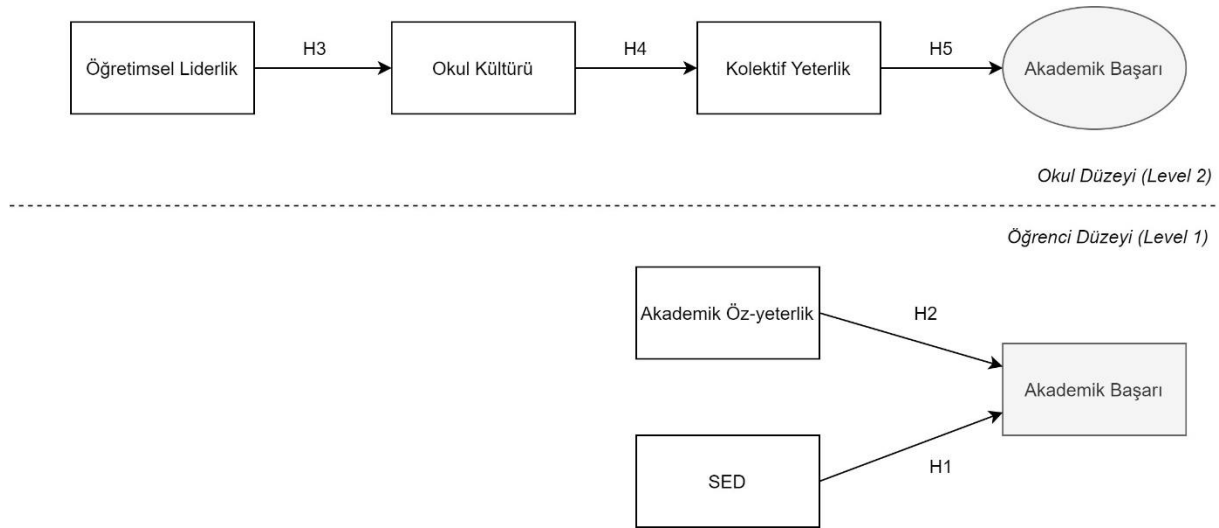 H3
H4
H5
Öğretimsel Liderlik
Okul Kültürü
Kolektif Yeterlik
Akademik Başarı
Okul Düzeyi (Level 2)
Öğrenci Düzeyi (Level 1)
Akademik Öz-yeterlik
H2
Akademik Başarı
SED
H1